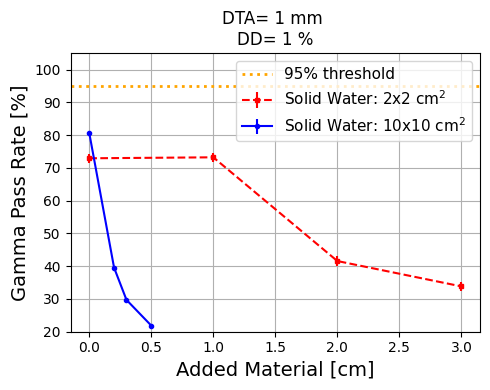 DTA= 1 mm
DD= 1 %
95% threshold
Solid Water: 2x2 cm²
Solid Water: 10x10 cm²
Gamma Pass Rate [%]
100
90
80
70
60
50
40
30
20
0.0 0.5 1.0 1.5 2.0 2.5 3.0
Added Material [cm]